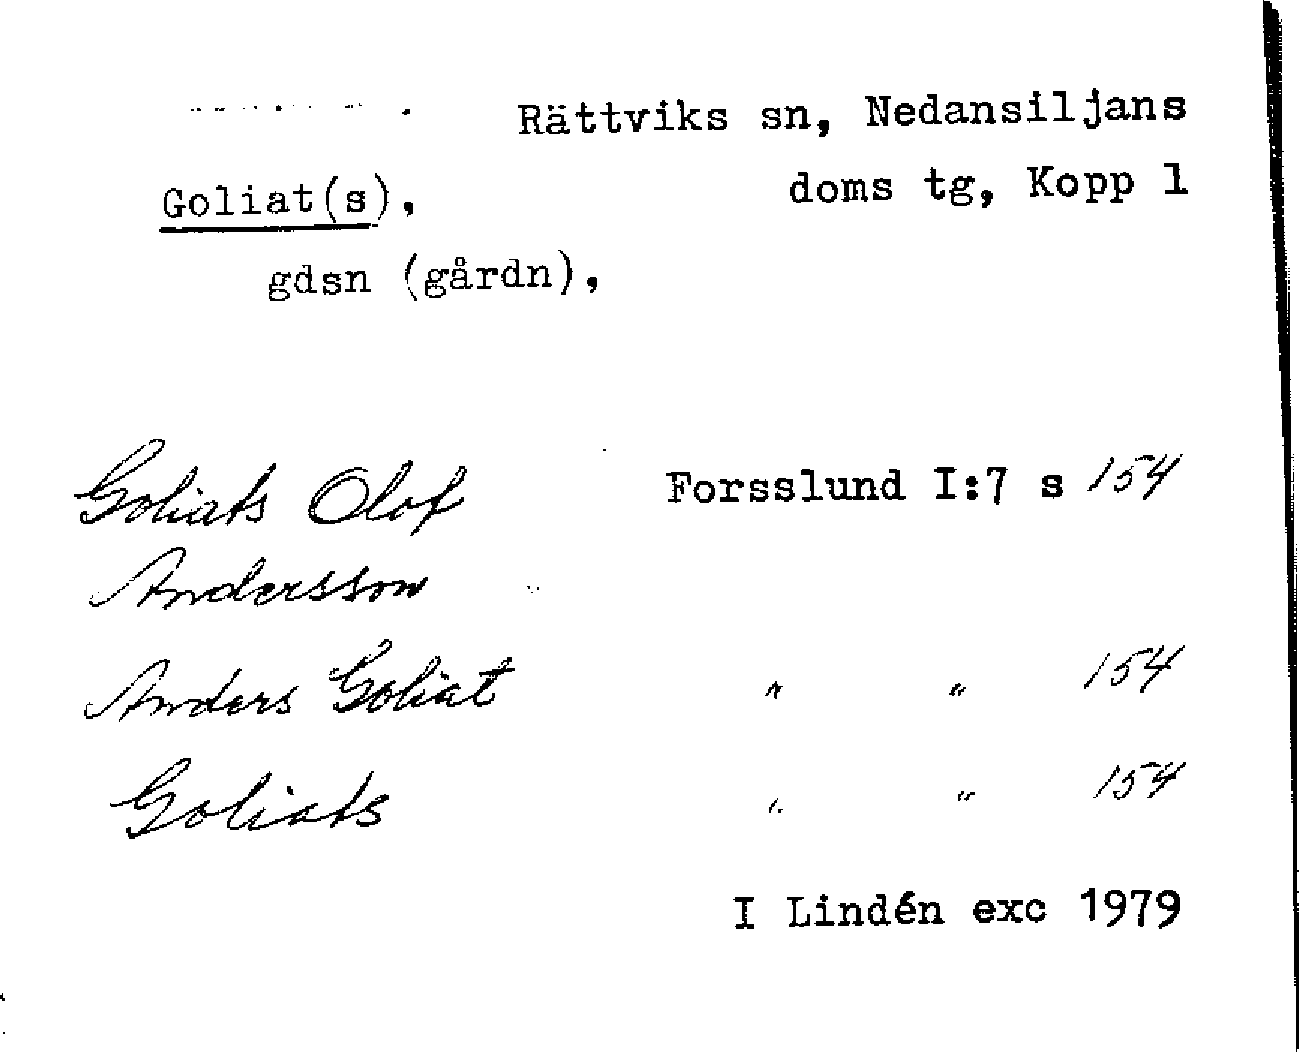 Rättviks sn, Nedansiljans
Goliat(s), doms tg, Kopp l
gdsn (gårdn),
Goliats Olof Forsslund I:7 s 154
Andersson
Anders Goliat " " 154
Goliats " " 154
I Lindén exc 1979